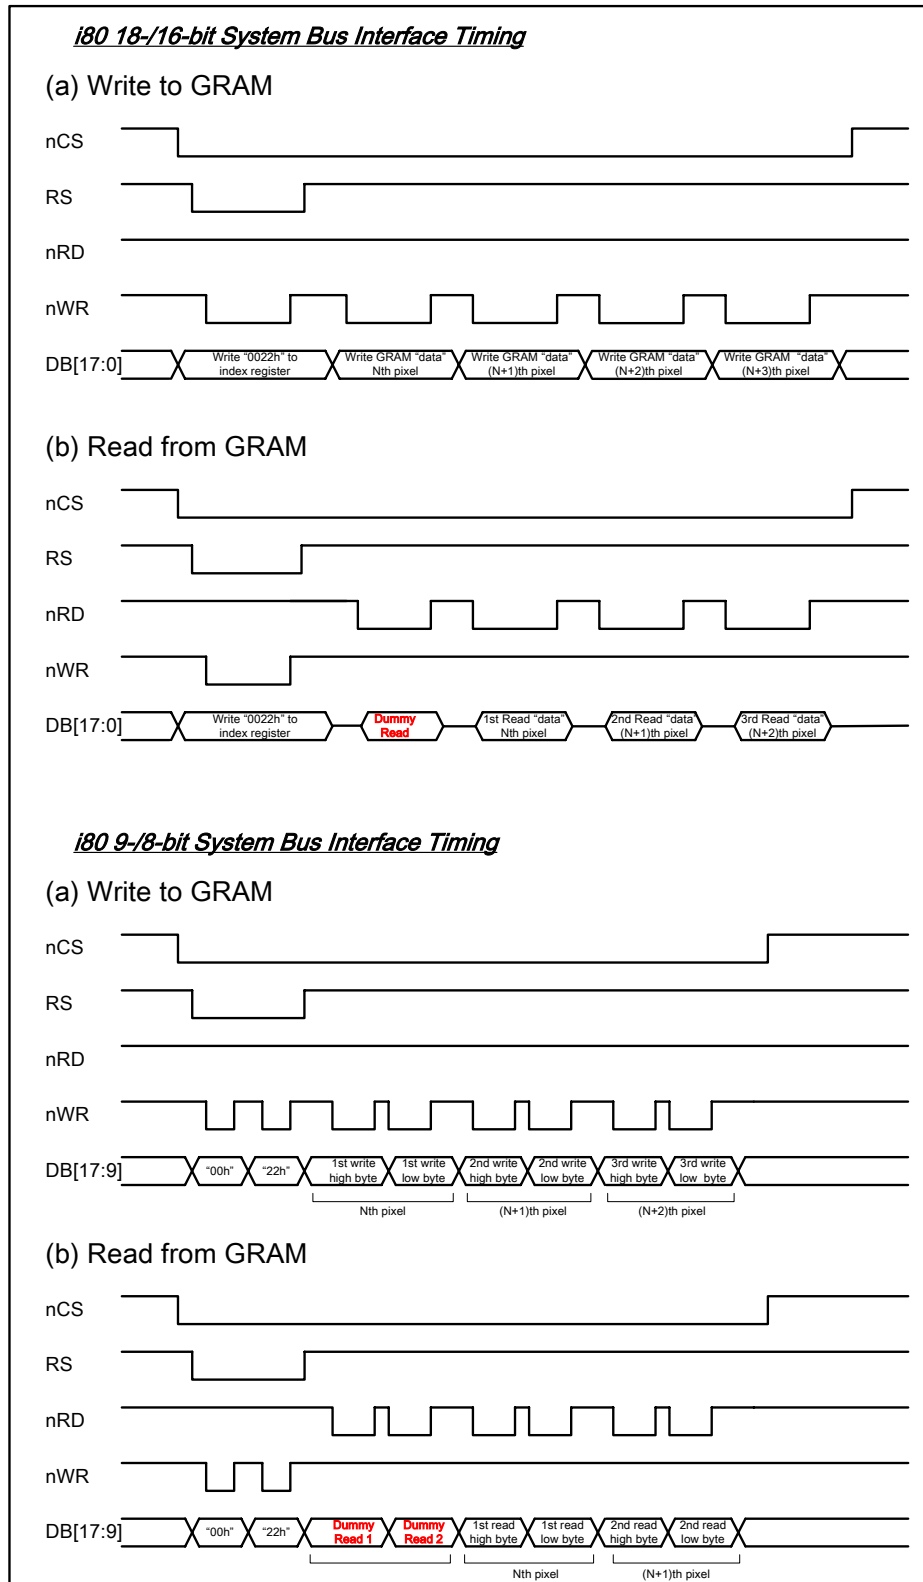 i80 18-/16-bit System Bus Interface Timing
(a) Write to GRAM
nCS
RS
nRD
nWR
DB[17:0]
Write "0022h" to
index register
Write GRAM "data"
Nth pixel
Write GRAM "data"
(N+1)th pixel
Write GRAM "data"
(N+2)th pixel
Write GRAM "data"
(N+3)th pixel
(b) Read from GRAM
nCS
RS
nRD
nWR
DB[17:0]
Write "0022h" to
index register
Dummy
Read
1st Read "data"
Nth pixel
2nd Read "data"
(N+1)th pixel
3rd Read "data"
(N+2)th pixel
i80 9-/8-bit System Bus Interface Timing
(a) Write to GRAM
nCS
RS
nRD
nWR
DB[17:9]
"00h"
"22h"
1st write
high byte
1st write
low byte
2nd write
high byte
2nd write
low byte
3rd write
high byte
3rd write
low byte
Nth pixel
(N+1)th pixel
(N+2)th pixel
(b) Read from GRAM
nCS
RS
nRD
nWR
DB[17:9]
"00h"
"22h"
Dummy
Read 1
Dummy
Read 2
1st read
high byte
1st read
low byte
2nd read
high byte
2nd read
low byte
Nth pixel
(N+1)th pixel